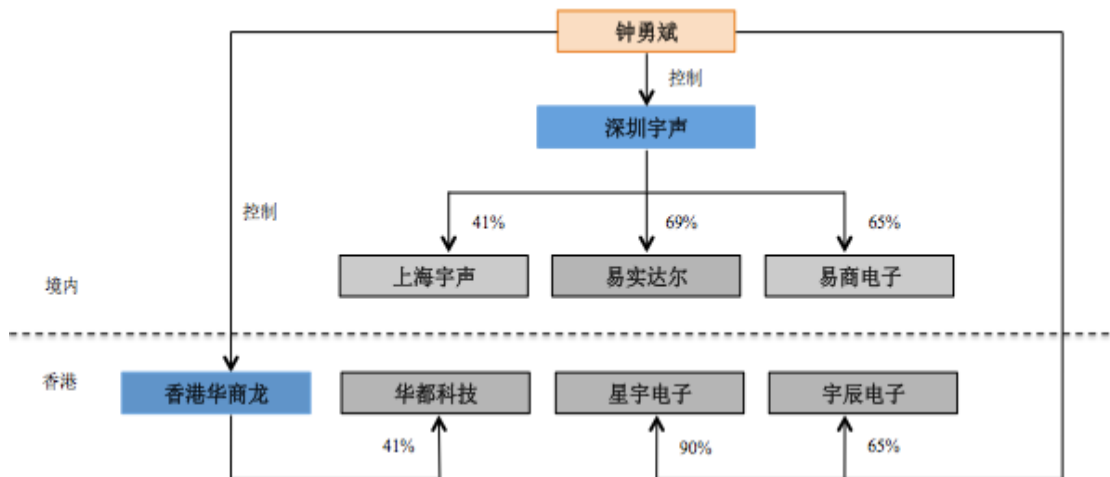 钟勇斌
控制
深圳宇声
控制
41%
69%
65%
上海宇声
易实达尔
易商电子
境内
香港
香港华商龙
华都科技
星宇电子
宇辰电子
41%
90%
65%